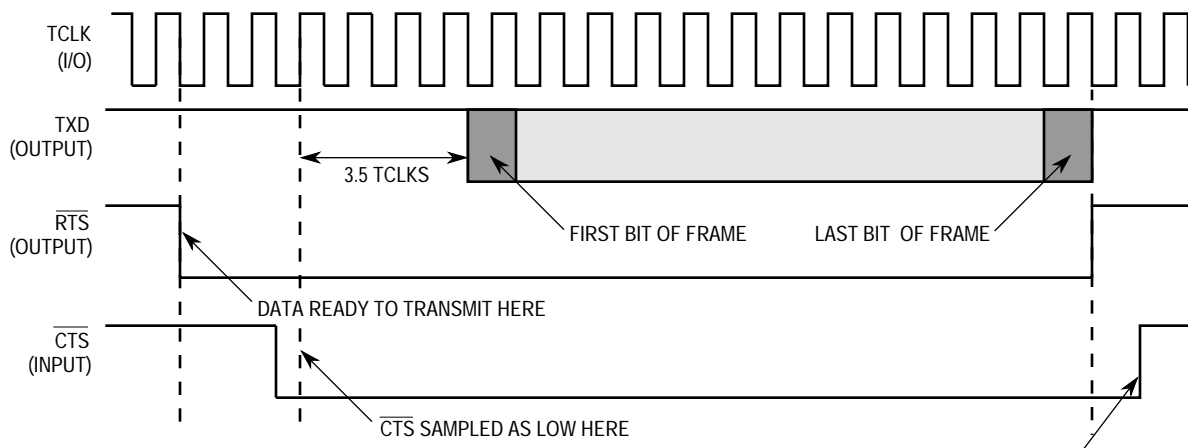 TCLK
(I/O)
TXD
(OUTPUT)
3.5 TCLKS
FIRST BIT OF FRAME
LAST BIT OF FRAME
RTS
(OUTPUT)
DATA READY TO TRANSMIT HERE
CTS
(INPUT)
CTS SAMPLED AS LOW HERE